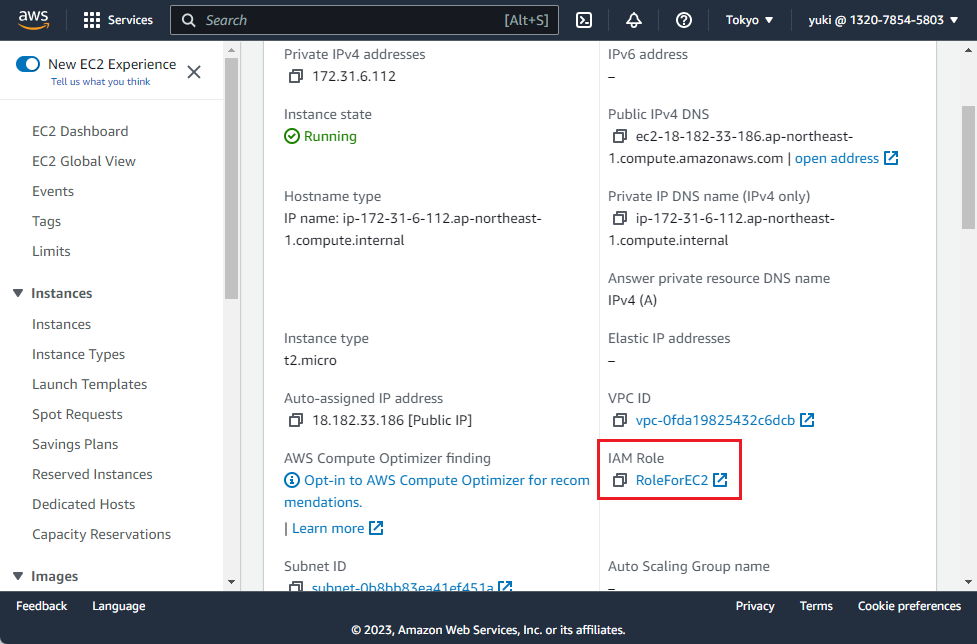 aws
Services
Search
[Alt+S]
Tokyo ▼
yuki @ 1320-7854-5803 ▼
New EC2 Experience
Tell us what you think
EC2 Dashboard
EC2 Global View
Events
Tags
Limits
Instances
Instances
Instance Types
Launch Templates
Spot Requests
Savings Plans
Reserved Instances
Dedicated Hosts
Capacity Reservations
Images
Private IPv4 addresses
172.31.6.112
IPv6 address
–
Instance state
Running
Public IPv4 DNS
ec2-18-182-33-186.ap-northeast-
1.compute.amazonaws.com | open address
Hostname type
IP name: ip-172-31-6-112.ap-northeast-
1.compute.internal
Private IP DNS name (IPv4 only)
ip-172-31-6-112.ap-northeast-
1.compute.internal
Answer private resource DNS name
IPv4 (A)
Instance type
t2.micro
Elastic IP addresses
–
Auto-assigned IP address
18.182.33.186 [Public IP]
VPC ID
vpc-0fda19825432c6dcb
AWS Compute Optimizer finding
Opt-in to AWS Compute Optimizer for recom
mendations.
| Learn more
IAM Role
RoleForEC2
Subnet ID
subnet-0b8bb83ea41ef451a
Auto Scaling Group name
–
Feedback
Language
Privacy
Terms
Cookie preferences
© 2023, Amazon Web Services, Inc. or its affiliates.